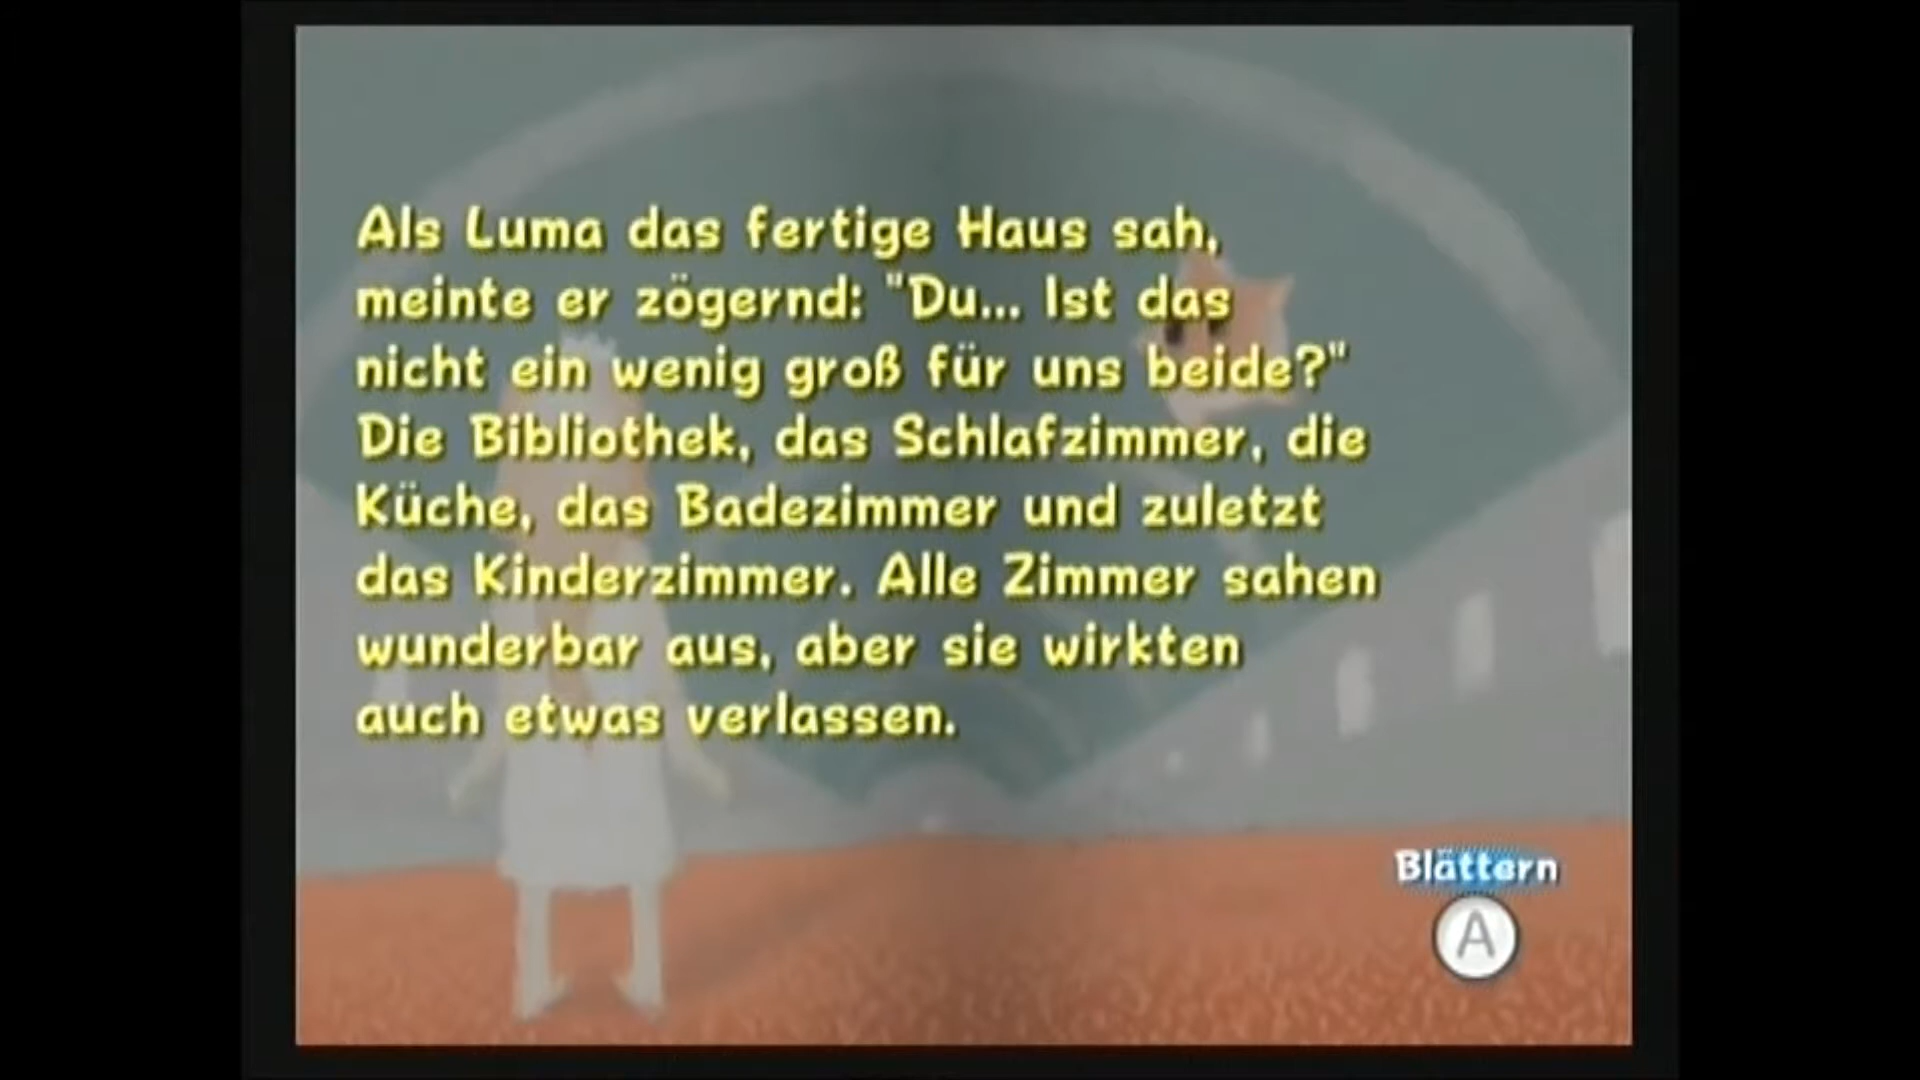 Als Luma das fertige Haus sah,
meinte er zögernd: "Du... Ist das
nicht ein wenig groß für uns beide?"
Die Bibliothek, das Schlafzimmer, die
Küche, das Badezimmer und zuletzt
das Kinderzimmer. Alle Zimmer sahen
wunderbar aus, aber sie wirkten
auch etwas verlassen.
Blättern
A